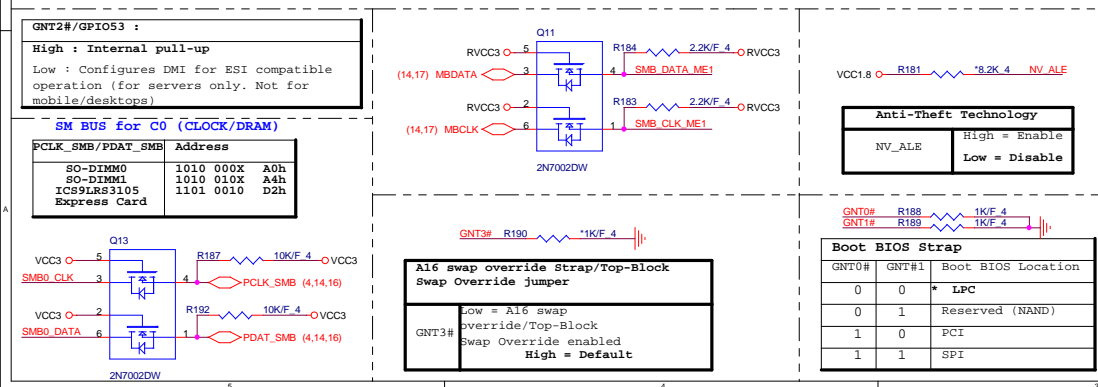 GNT2#/GPIO53 :
High : Internal pull-up
Low : Configures DMI for ESI compatible
operation (for servers only. Not for
mobile/desktops)
SM BUS for C0 (CLOCK/DRAM)
PCLK_SMB/PDAT_SMB Address
SO-DIMM0 1010 000X A0h
SO-DIMM1 1010 010X A4h
ICS9LRS3105 1101 0010 D2h
Express Card
A
Q13
VCC3 5 R187 10K/F_4 VCC3
SMB0_CLK 3 4 PCLK_SMB (4,14,16)
VCC3 2 R192 10K/F_4 VCC3
SMB0_DATA 6 1 PDAT_SMB (4,14,16)
2N7002DW
Q11
RVCC3 5 R184 2.2K/F_4 RVCC3
(14,17) MBDATA 3 4 SMB_DATA_ME1
RVCC3 2 R183 2.2K/F_4 RVCC3
(14,17) MBCLK 6 1 SMB_CLK_ME1
2N7002DW
GNT3# R190 *1K/F_4
A16 swap override Strap/Top-Block
Swap Override jumper
GNT3#
Low = A16 swap
override/Top-Block
Swap Override enabled
High = Default
VCC1.8 R181 *8.2K_4 NV_ALE
Anti-Theft Technology
NV_ALE
High = Enable
Low = Disable
GNT0# R188 1K/F_4
GNT1# R189 1K/F_4
Boot BIOS Strap
GNT0# GNT#1 Boot BIOS Location
0 0 * LPC
0 1 Reserved (NAND)
1 0 PCI
1 1 SPI